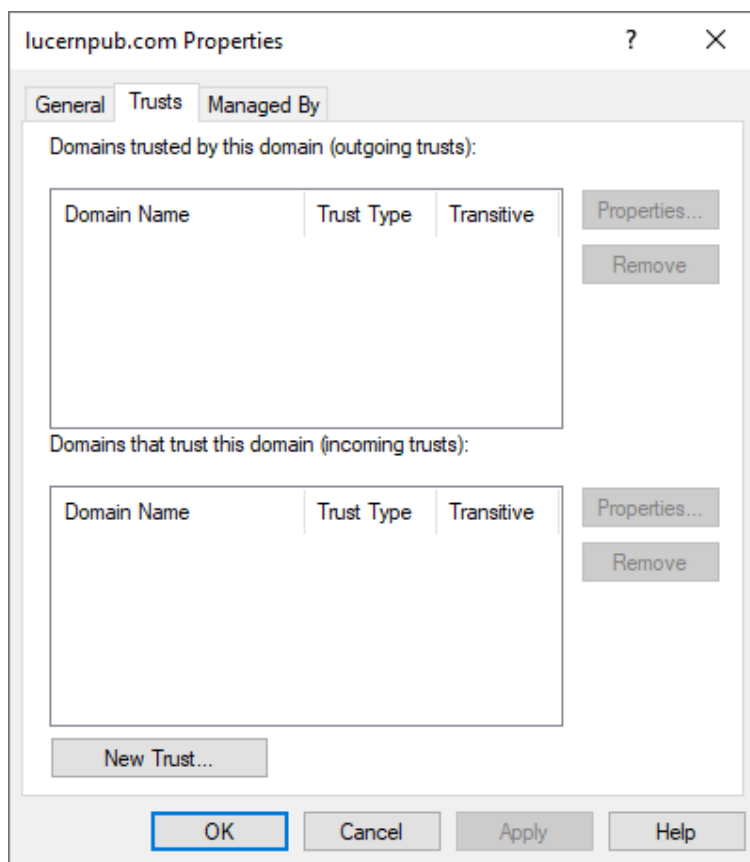 lucernpub.com Properties ? ×
General Trusts Managed By
Domains trusted by this domain (outgoing trusts):
Domain Name Trust Type Transitive Properties...
Remove
Domains that trust this domain (incoming trusts):
Domain Name Trust Type Transitive Properties...
Remove
New Trust...
OK Cancel Apply Help